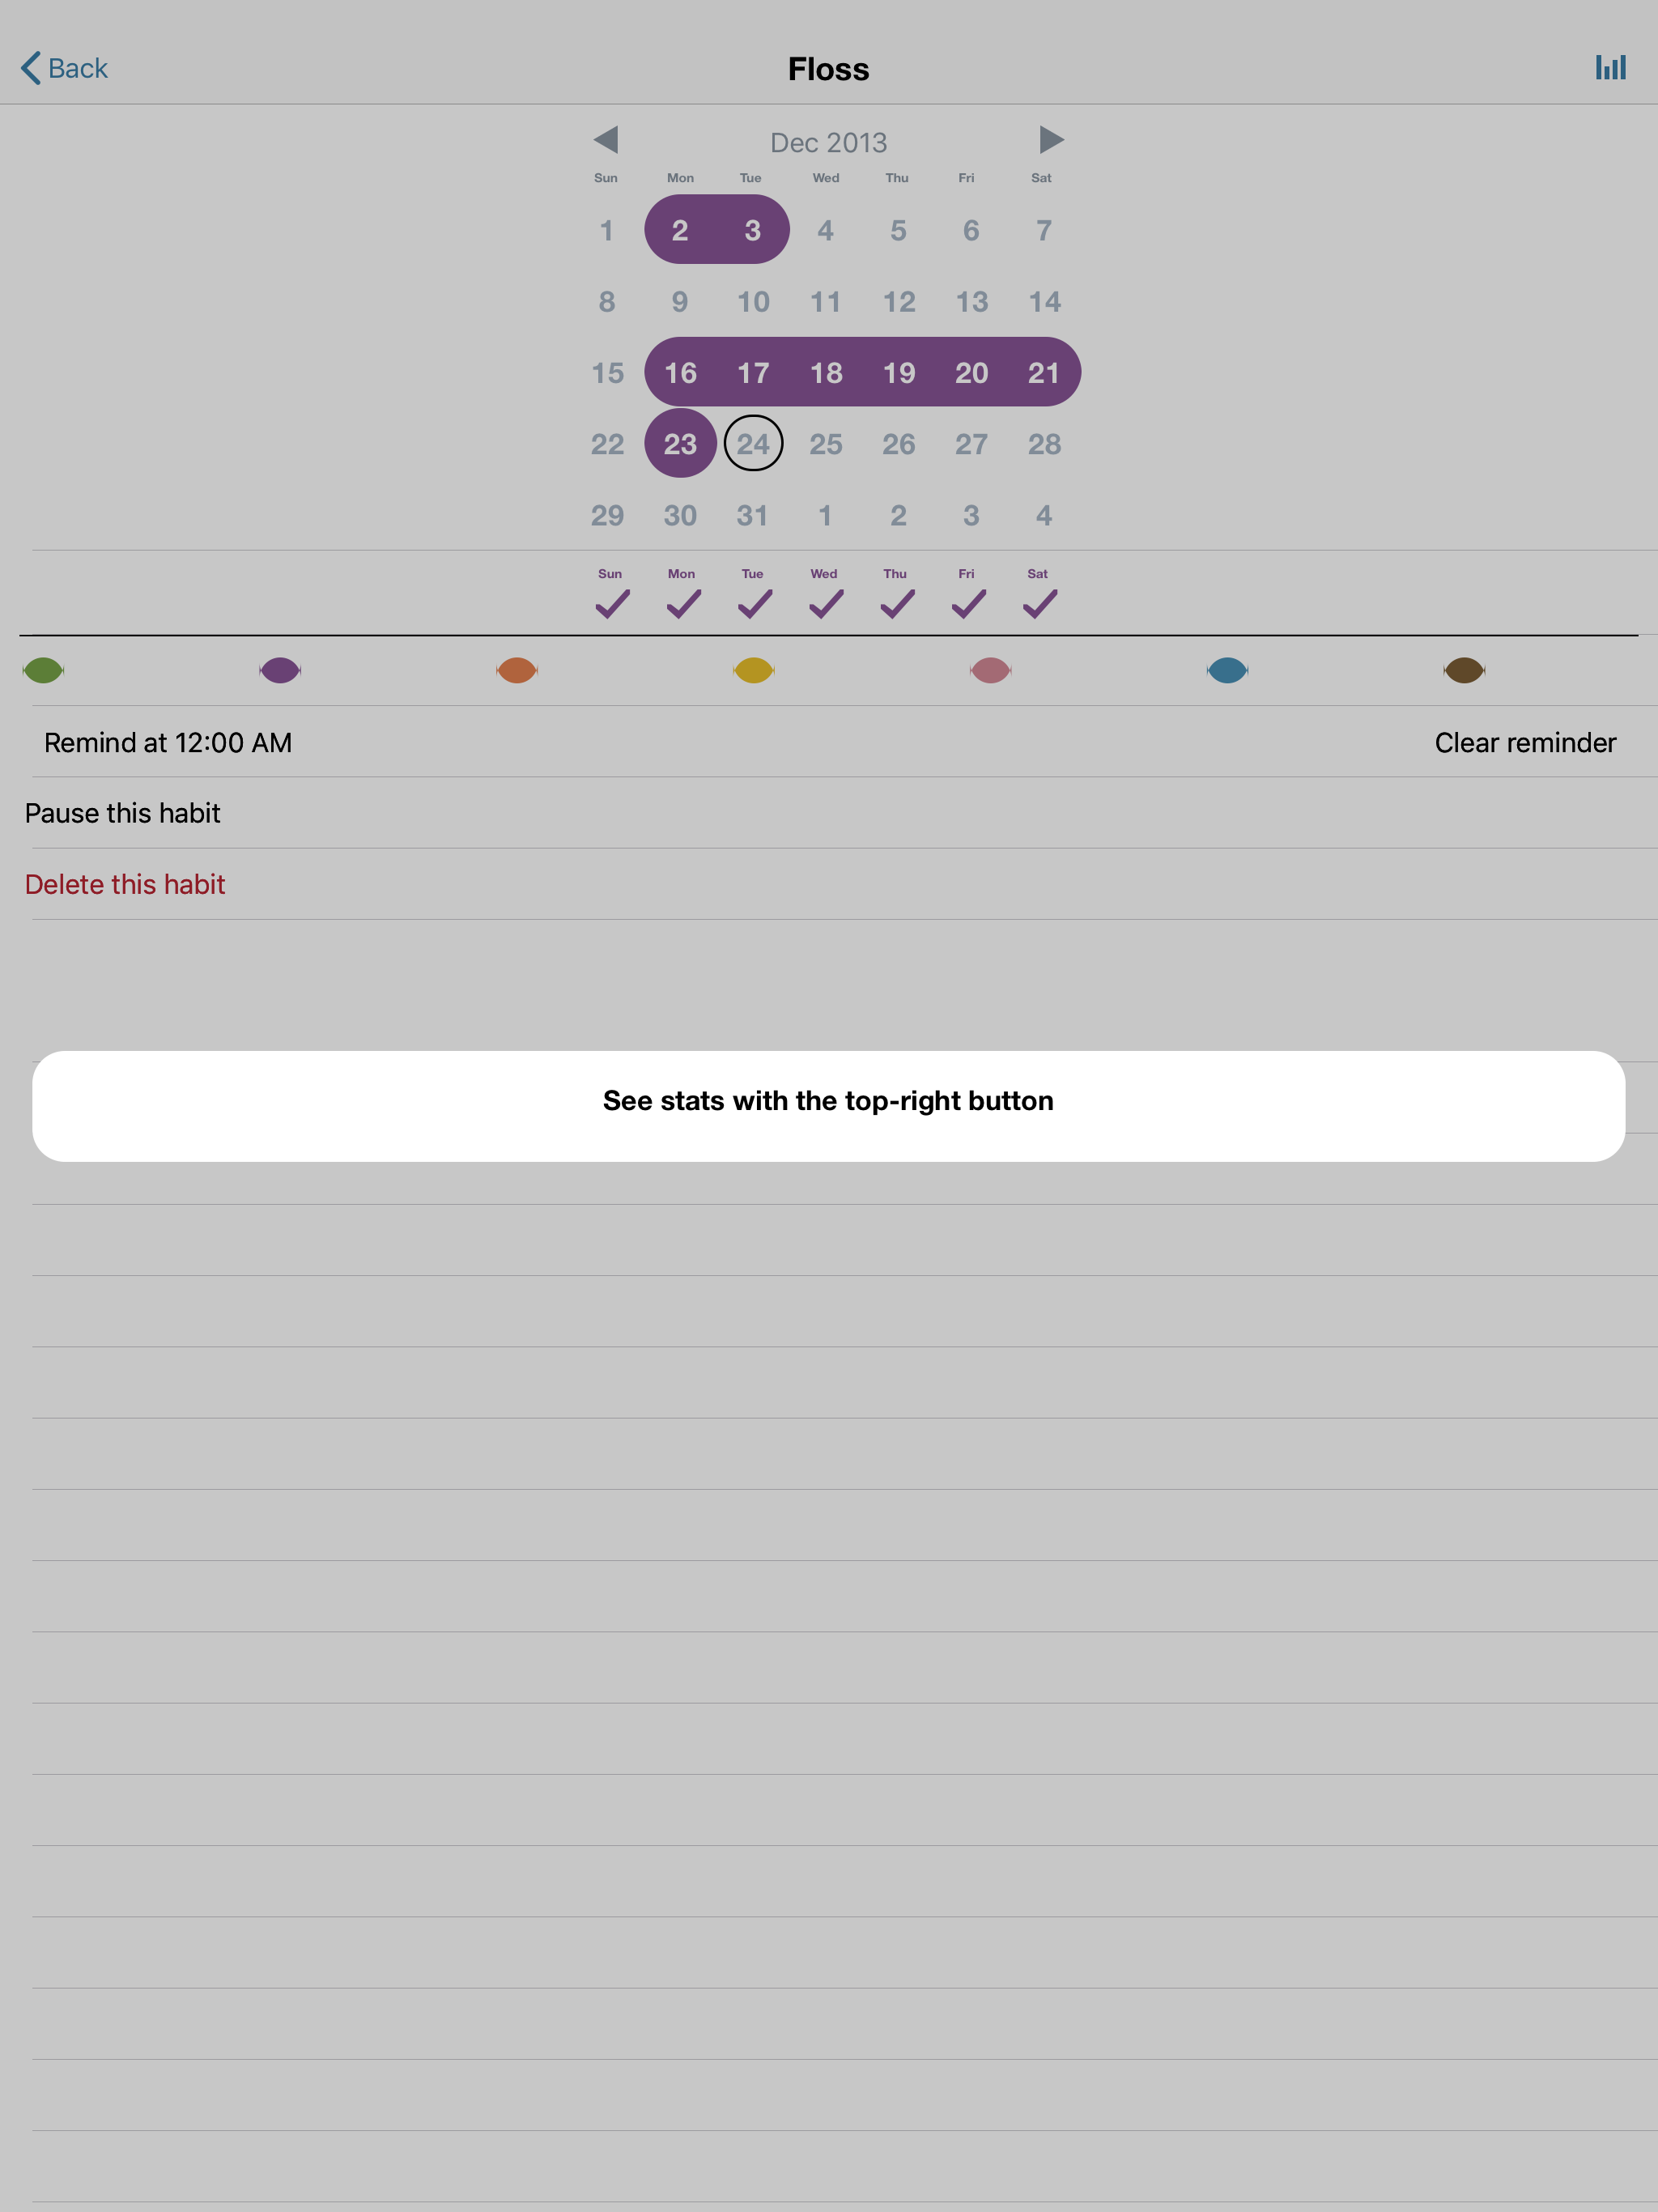 Back Floss
Dec 2013
Sun Mon Tue Wed Thu Fri Sat
1 2 3 4 5 6 7
8 9 10 11 12 13 14
15 16 17 18 19 20 21
22 23 24 25 26 27 28
29 30 31 1 2 3 4
Sun Mon Tue Wed Thu Fri Sat
Remind at 12:00 AM Clear reminder
Pause this habit
Delete this habit
See stats with the top-right button